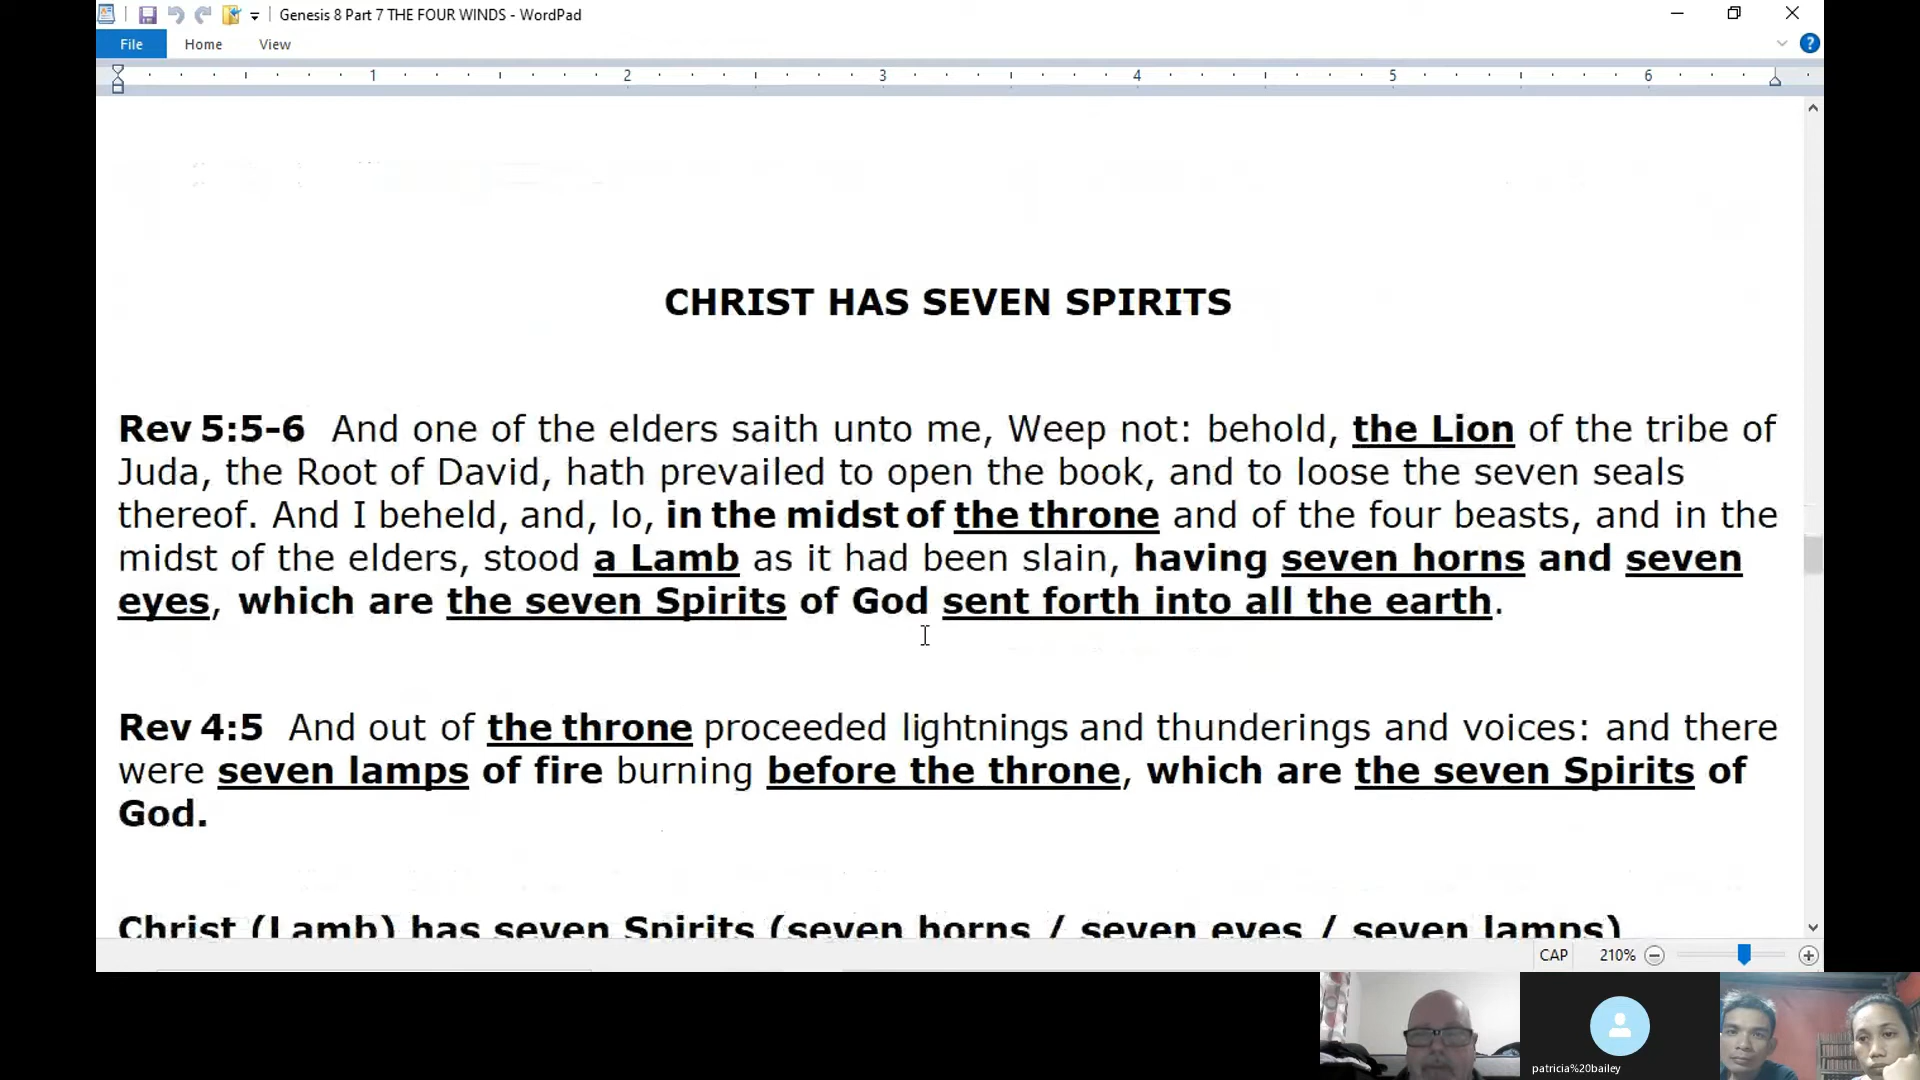 Genesis 8 Part 7 THE FOUR WINDS - WordPad
File Home View
1 2 3 4 5 6
CHRIST HAS SEVEN SPIRITS
Rev 5:5-6 And one of the elders saith unto me, Weep not: behold, the Lion of the tribe of
Juda, the Root of David, hath prevailed to open the book, and to loose the seven seals
thereof. And I beheld, and, lo, in the midst of the throne and of the four beasts, and in the
midst of the elders, stood a Lamb as it had been slain, having seven horns and seven
eyes, which are the seven Spirits of God sent forth into all the earth.
Rev 4:5 And out of the throne proceeded lightnings and thunderings and voices: and there
were seven lamps of fire burning before the throne, which are the seven Spirits of
God.
Christ (Lamb) has seven Spirits (seven horns / seven eyes / seven lamps)
CAP 210%
patricia%20bailey